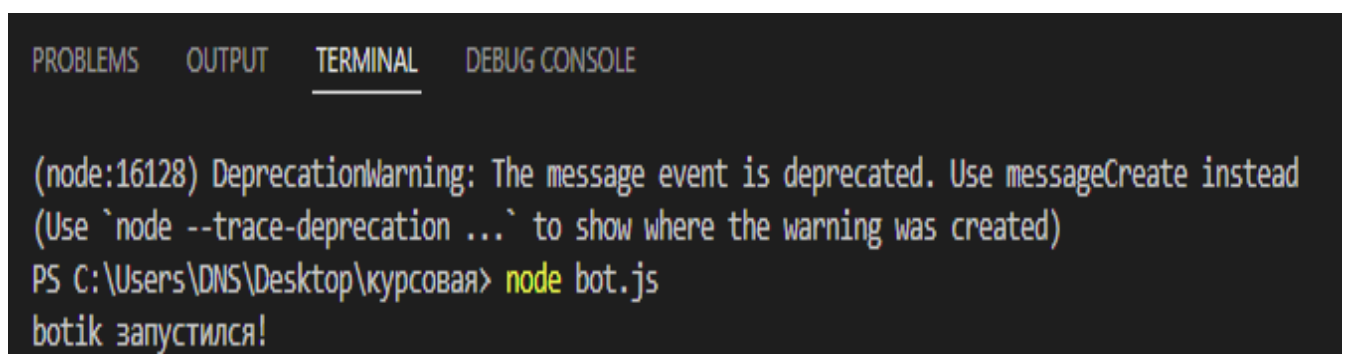 PROBLEMS OUTPUT TERMINAL DEBUG CONSOLE
(node:16128) DeprecationWarning: The message event is deprecated. Use messageCreate instead
(Use `node --trace-deprecation ...` to show where the warning was created)
PS C:\Users\DNS\Desktop\курсовая> node bot.js
botik запустился!